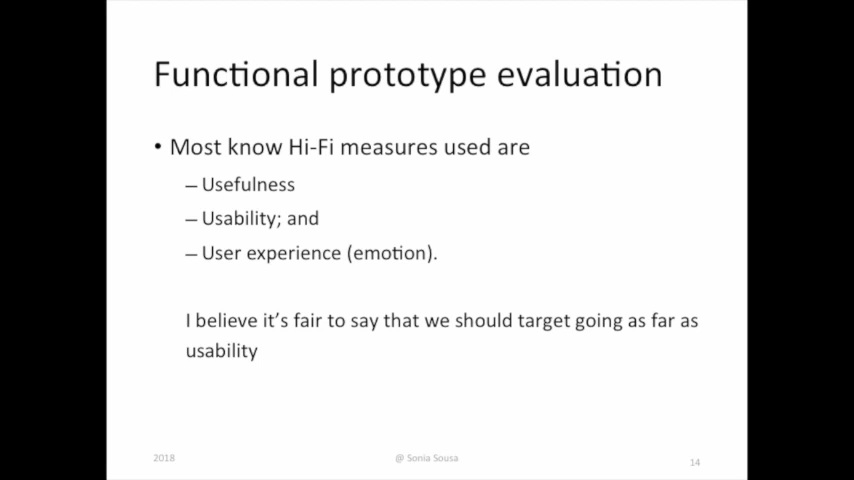 Functional prototype evaluation
• Most know Hi-Fi measures used are
– Usefulness
– Usability; and
– User experience (emotion).
I believe it’s fair to say that we should target going as far as
usability
2018
@ Sonia Sousa
14